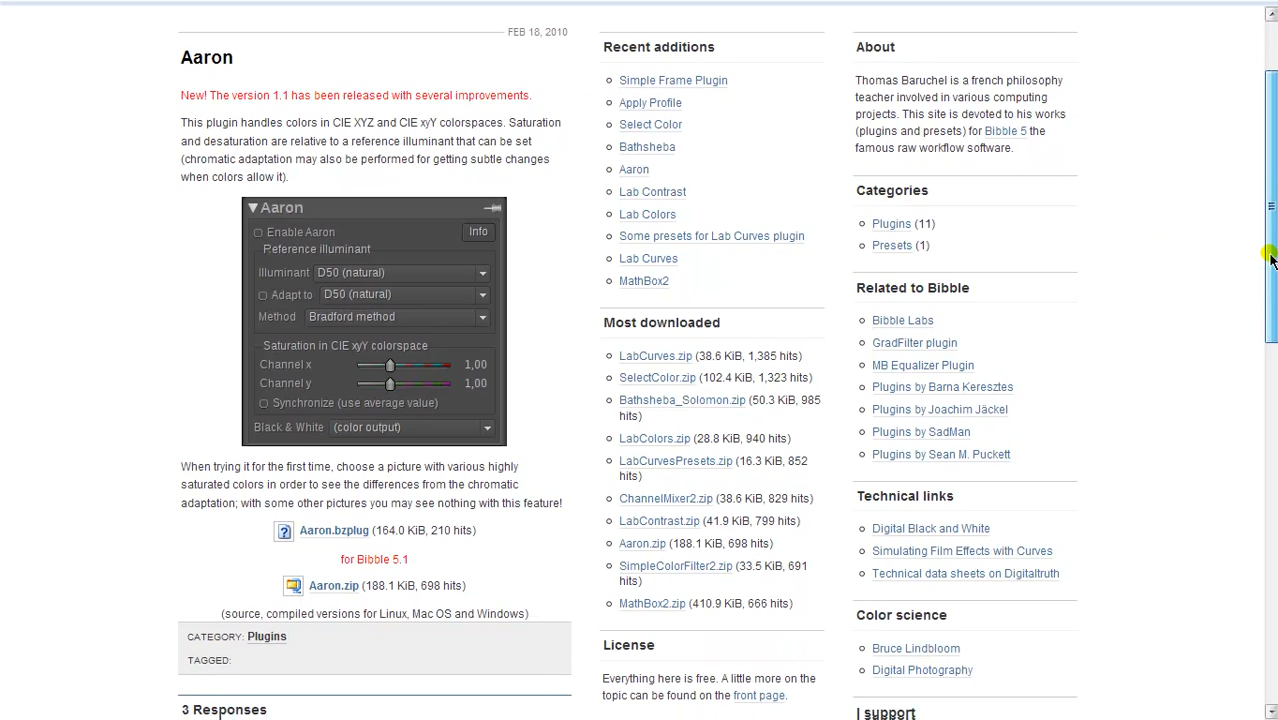 FEB 18, 2010
Aaron
New! The version 1.1 has been released with several improvements.
This plugin handles colors in CIE XYZ and CIE xyY colorspaces. Saturation
and desaturation are relative to a reference illuminant that can be set
(chromatic adaptation may also be performed for getting subtle changes
when colors allow it).
Aaron
Enable Aaron
Info
Reference illuminant
Illuminant D50 (natural)
Adapt to D50 (natural)
Method Bradford method
Saturation in CIE xyY colorspace
Channel x 1,00
Channel y 1,00
Synchronize (use average value)
Black & White (color output)
When trying it for the first time, choose a picture with various highly
saturated colors in order to see the differences from the chromatic
adaptation; with some other pictures you may see nothing with this feature!
Aaron.bzplug (164.0 KiB, 210 hits)
for Bibble 5.1
Aaron.zip (188.1 KiB, 698 hits)
(source, compiled versions for Linux, Mac OS and Windows)
CATEGORY: Plugins
TAGGED:
3 Responses
Recent additions
Simple Frame Plugin
Apply Profile
Select Color
Bathsheba
Aaron
Lab Contrast
Lab Colors
Some presets for Lab Curves plugin
Lab Curves
MathBox2
Most downloaded
LabCurves.zip (38.6 KiB, 1,385 hits)
SelectColor.zip (102.4 KiB, 1,323 hits)
Bathsheba_Solomon.zip (50.3 KiB, 985
hits)
LabColors.zip (28.8 KiB, 940 hits)
LabCurvesPresets.zip (16.3 KiB, 852
hits)
ChannelMixer2.zip (38.6 KiB, 829 hits)
LabContrast.zip (41.9 KiB, 799 hits)
Aaron.zip (188.1 KiB, 698 hits)
SimpleColorFilter2.zip (33.5 KiB, 691
hits)
MathBox2.zip (410.9 KiB, 666 hits)
License
Everything here is free. A little more on the
topic can be found on the front page.
About
Thomas Baruchel is a french philosophy
teacher involved in various computing
projects. This site is devoted to his works
(plugins and presets) for Bibble 5 the
famous raw workflow software.
Categories
Plugins (11)
Presets (1)
Related to Bibble
Bibble Labs
GradFilter plugin
MB Equalizer Plugin
Plugins by Barna Keresztes
Plugins by Joachim Jäckel
Plugins by SadMan
Plugins by Sean M. Puckett
Technical links
Digital Black and White
Simulating Film Effects with Curves
Technical data sheets on Digitaltruth
Color science
Bruce Lindbloom
Digital Photography
I support